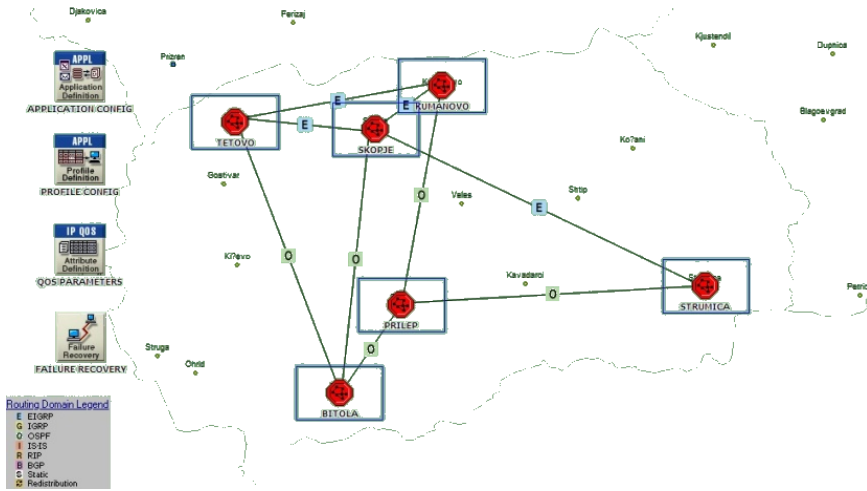 Djakovica
Ferizaj
Kjustendil
Dupnica
Prizran
APPL
Application
Definition
APPLICATION CONFIG
E
E
KUMANOVO
TETOVO
E
SKOPJE
Blagoevgrad
APPL
Profile
Definition
PROFILE CONFIG
Ko?ani
Gostivar
O
Veles
Shtip
E
IP QOS
Attribute
Definition
QOS PARAMETERS
Ki?evo
O
O
Kavadarci
STRUMICA
O
PRILEP
Failure
Recovery
FAILURE RECOVERY
Struga
Ohrid
O
BITOLA
Routing Domain Legend
E EIGRP
G IGRP
O OSPF
I IS-IS
R RIP
B BGP
S Static
Redistribution